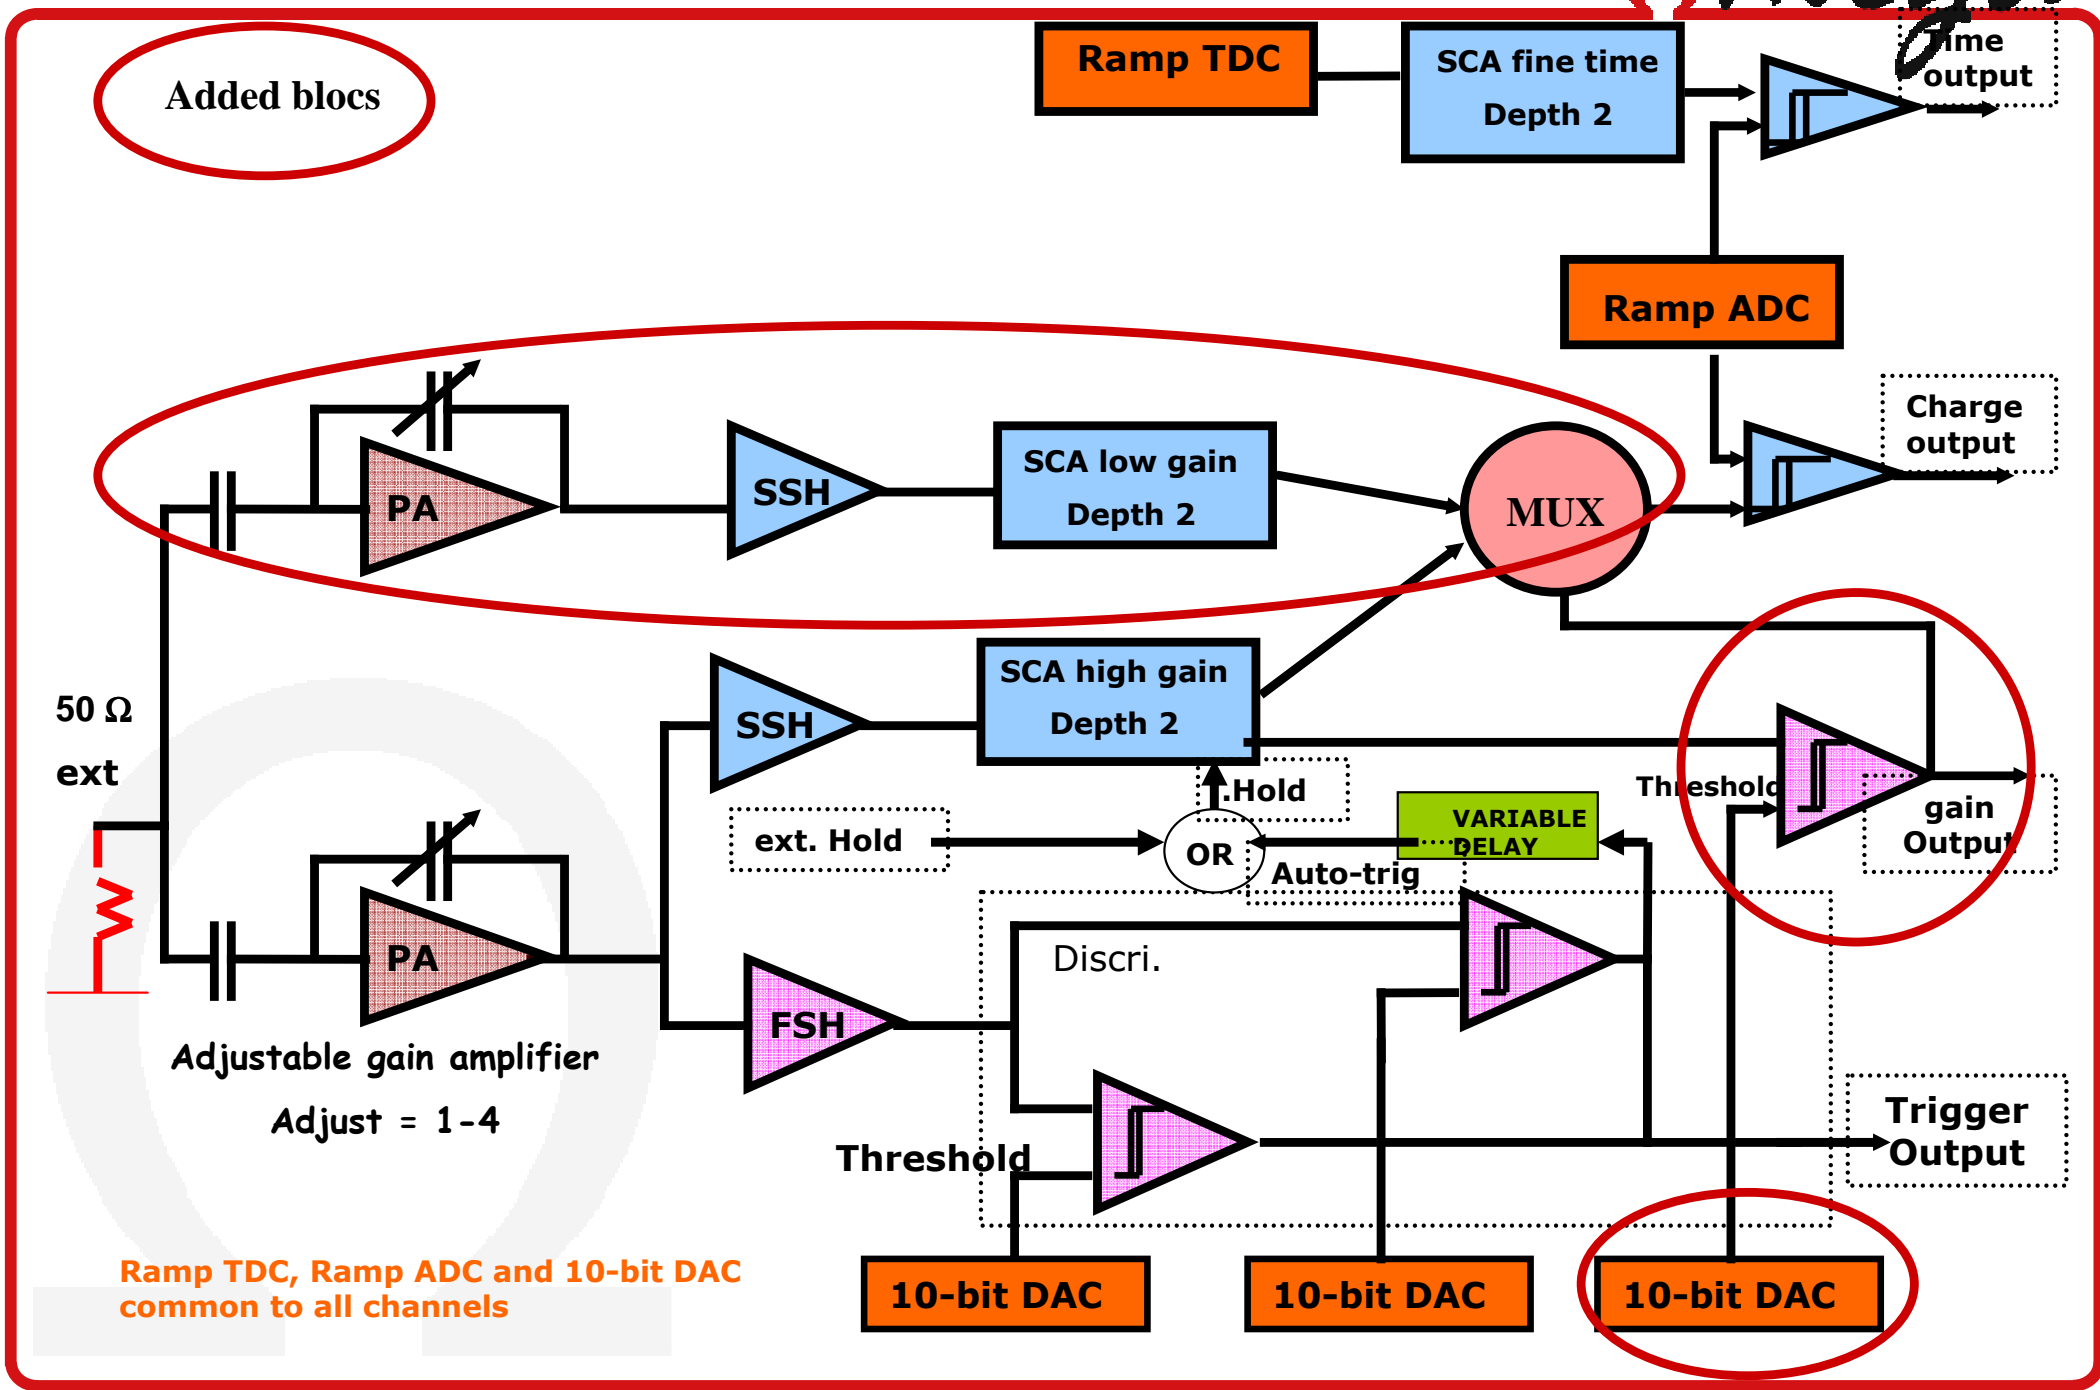 Added blocs
Ramp TDC
SCA fine time
Depth 2
Time
output
Ramp ADC
Charge
output
PA
SSH
SCA low gain
Depth 2
MUX
50 Ω
ext
SSH
SCA high gain
Depth 2
Threshold
gain
Output
.Hold
ext. Hold
OR
VARIABLE
DELAY
Auto-trig
PA
Discri.
FSH
Adjustable gain amplifier
Adjust = 1-4
Threshold
Trigger
Output
Ramp TDC, Ramp ADC and 10-bit DAC
common to all channels
10-bit DAC
10-bit DAC
10-bit DAC